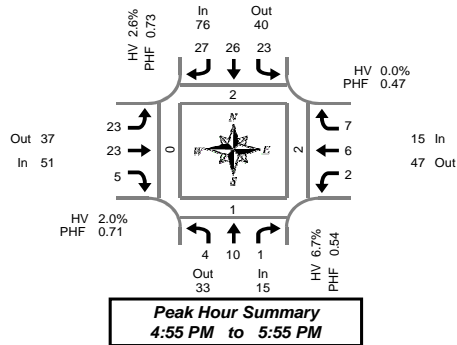 HV 2.6%
PHF 0.73
In
76
Out
40
27 26 23
HV 0.0%
PHF 0.47
2
Out 37
In 51
23
23
5
0
N
W E
S
2
7
6
2
15 In
47 Out
HV 2.0%
PHF 0.71
1
4 10 1
HV 6.7%
PHF 0.54
Out
33
In
15
Peak Hour Summary
4:55 PM to 5:55 PM